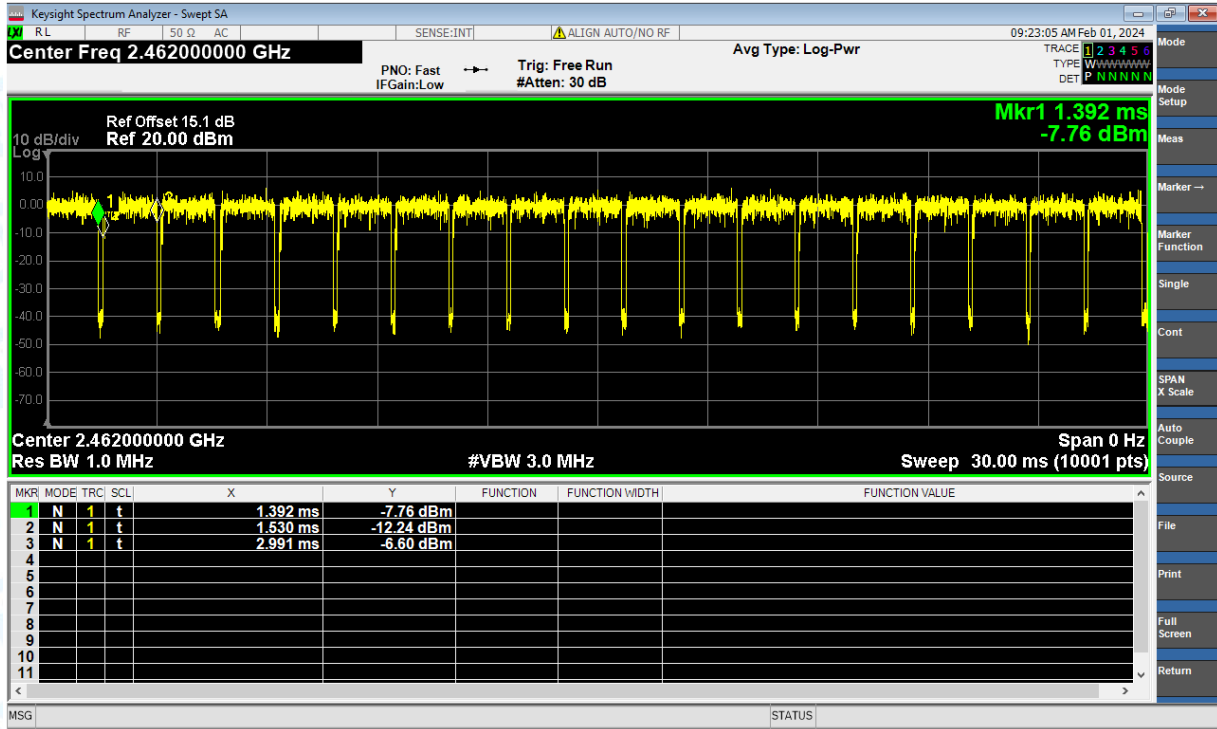 Keysight Spectrum Analyzer - Swept SA
LXI RL RF 50 Ω AC SENSE:INT ALIGN AUTO/NO RF 09:23:05 AM Feb 01, 2024
Center Freq 2.462000000 GHz
Avg Type: Log-Pwr
TRACE 1 2 3 4 5 6
TYPE WWWWWW
DET P N N N N N
PNO: Fast Trig: Free Run
IFGain:Low #Atten: 30 dB
Mkr1 1.392 ms
-7.76 dBm
Ref Offset 15.1 dB
10 dB/div Ref 20.00 dBm
Log
10.0
0.00
-10.0
-20.0
-30.0
-40.0
-50.0
-60.0
-70.0
1
2
3
Center 2.462000000 GHz Span 0 Hz
Res BW 1.0 MHz #VBW 3.0 MHz Sweep 30.00 ms (10001 pts)
MKR MODE TRC SCL X Y FUNCTION FUNCTION WIDTH FUNCTION VALUE
1 N 1 t 1.392 ms -7.76 dBm
2 N 1 t 1.530 ms -12.24 dBm
3 N 1 t 2.991 ms -6.60 dBm
4
5
6
7
8
9
10
11
MSG STATUS
Mode
Mode
Setup
Meas
Marker→
Marker
Function
Single
Cont
SPAN
X Scale
Auto
Couple
Source
File
Print
Full
Screen
Return